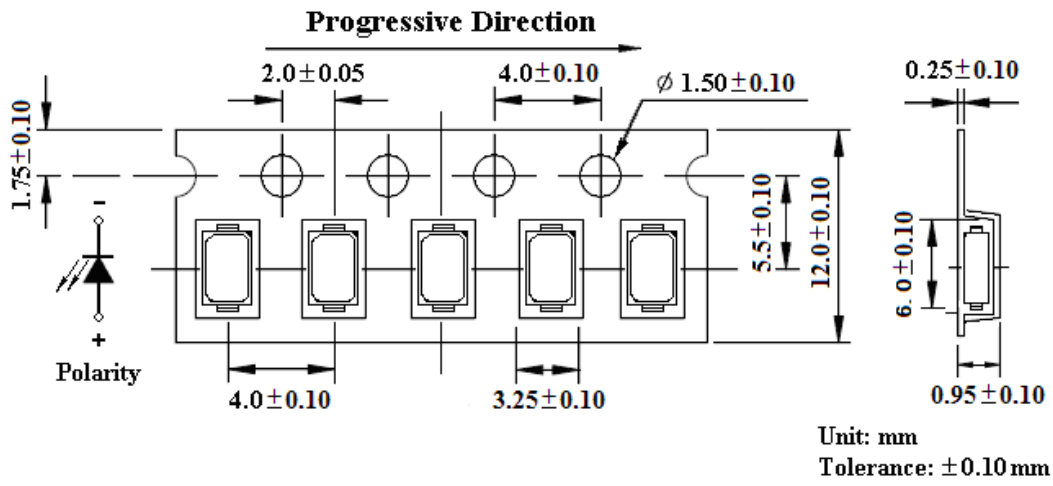 Progressive Direction
2.0±0.05
4.0±0.10
0.25±0.10
ϕ 1.50±0.10
1.75±0.10
5.5±0.10
12.0±0.10
6.0±0.10
-
+
Polarity
4.0±0.10
3.25±0.10
0.95±0.10
Unit: mm
Tolerance: ±0.10 mm